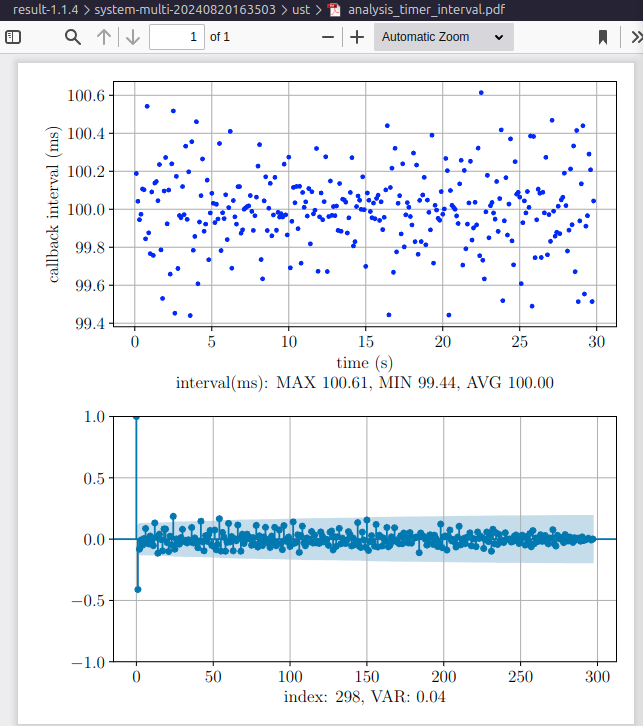 result-1.1.4 > system-multi-20240820163503 > ust > analysis_timer_interval.pdf
1 of 1 Automatic Zoom
100.6
100.4
100.2
100.0
99.8
99.6
99.4
callback interval (ms)
0 5 10 15 20 25 30
time (s)
interval(ms): MAX 100.61, MIN 99.44, AVG 100.00
1.0
0.5
0.0
−0.5
−1.0
0 50 100 150 200 250 300
index: 298, VAR: 0.04